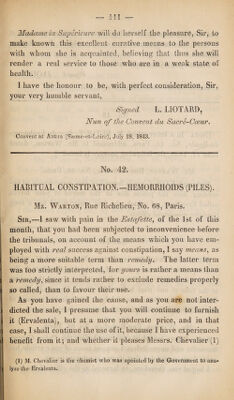 — 111 —
Madame la Supérieure will do herself the pleasure, Sir, to
make known this excellent curative means to the persons
with whom she is acquainted, believing that thus she will
render a real service to those who are in a weak state of
health.
I have the honour to be, with perfect consideration, Sir,
your very humble servant,
Signed L. LIOTARD,
Nun of the Convent du Sacré-Cœur.
Convent at (Saone-et-Loire), July 18, 1843.
No. 42.
HABITUAL CONSTIPATION.—HEMORRHOIDS (PILES).
Mr. Warton, Rue Richelieu, No. 68, Paris.
Sir,—I saw with pain in the Estafette, of the 1st of this
month, that you had been subjected to inconvenience before
the tribunals, on account of the means which you have em-
ployed with real success against constipation, I say means, as
being a more suitable term than remedy. The latter term
was too strictly interpreted, for yours is rather a means than
a remedy, since it tends rather to exclude remedies properly
so called, than to favour their use.
As you have gained the cause, and as you are not inter-
dicted the sale, I presume that you will continue to furnish
it (Ervalenta), but at a more moderate price, and in that
case, I shall continue the use of it, because I have experienced
benefit from it; and whether it pleases Messrs. Chevalier (1)
(1) M. Chevalier is the chemist who was apointed by the Government to ana-
lyse the Ervalenta.